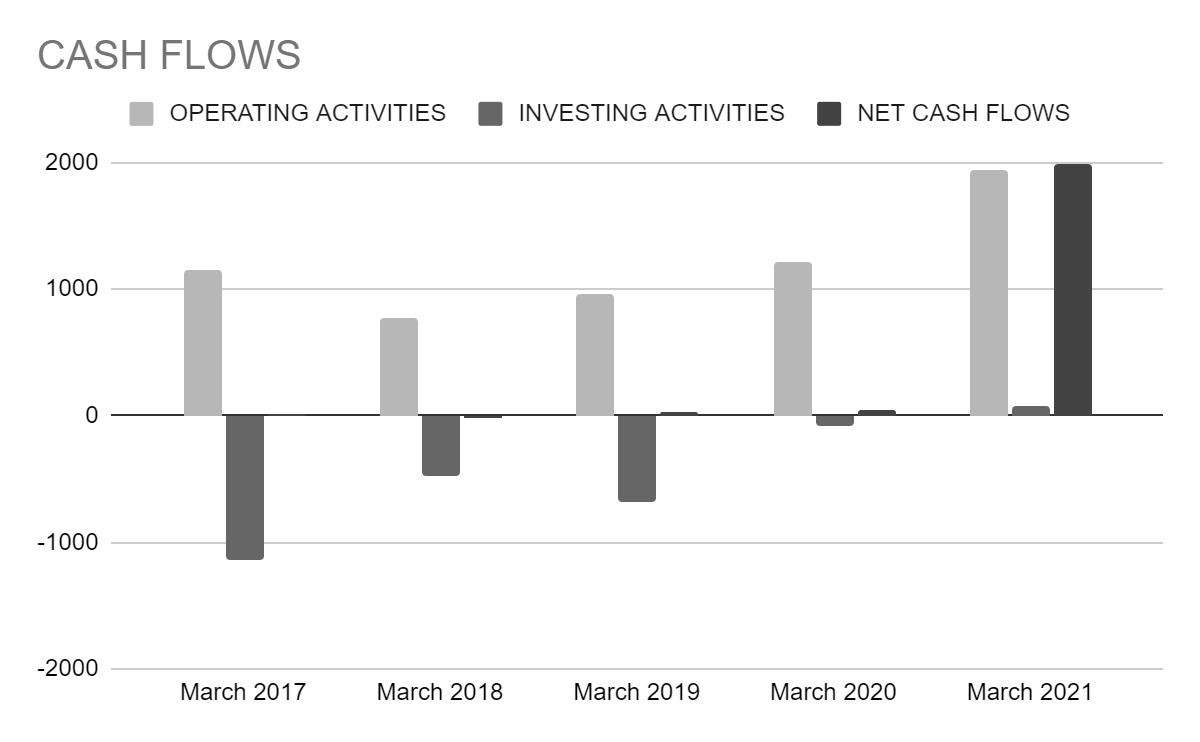 CASH FLOWS
OPERATING ACTIVITIES INVESTING ACTIVITIES NET CASH FLOWS
2000
1000
0
-1000
-2000
March 2017 March 2018 March 2019 March 2020 March 2021